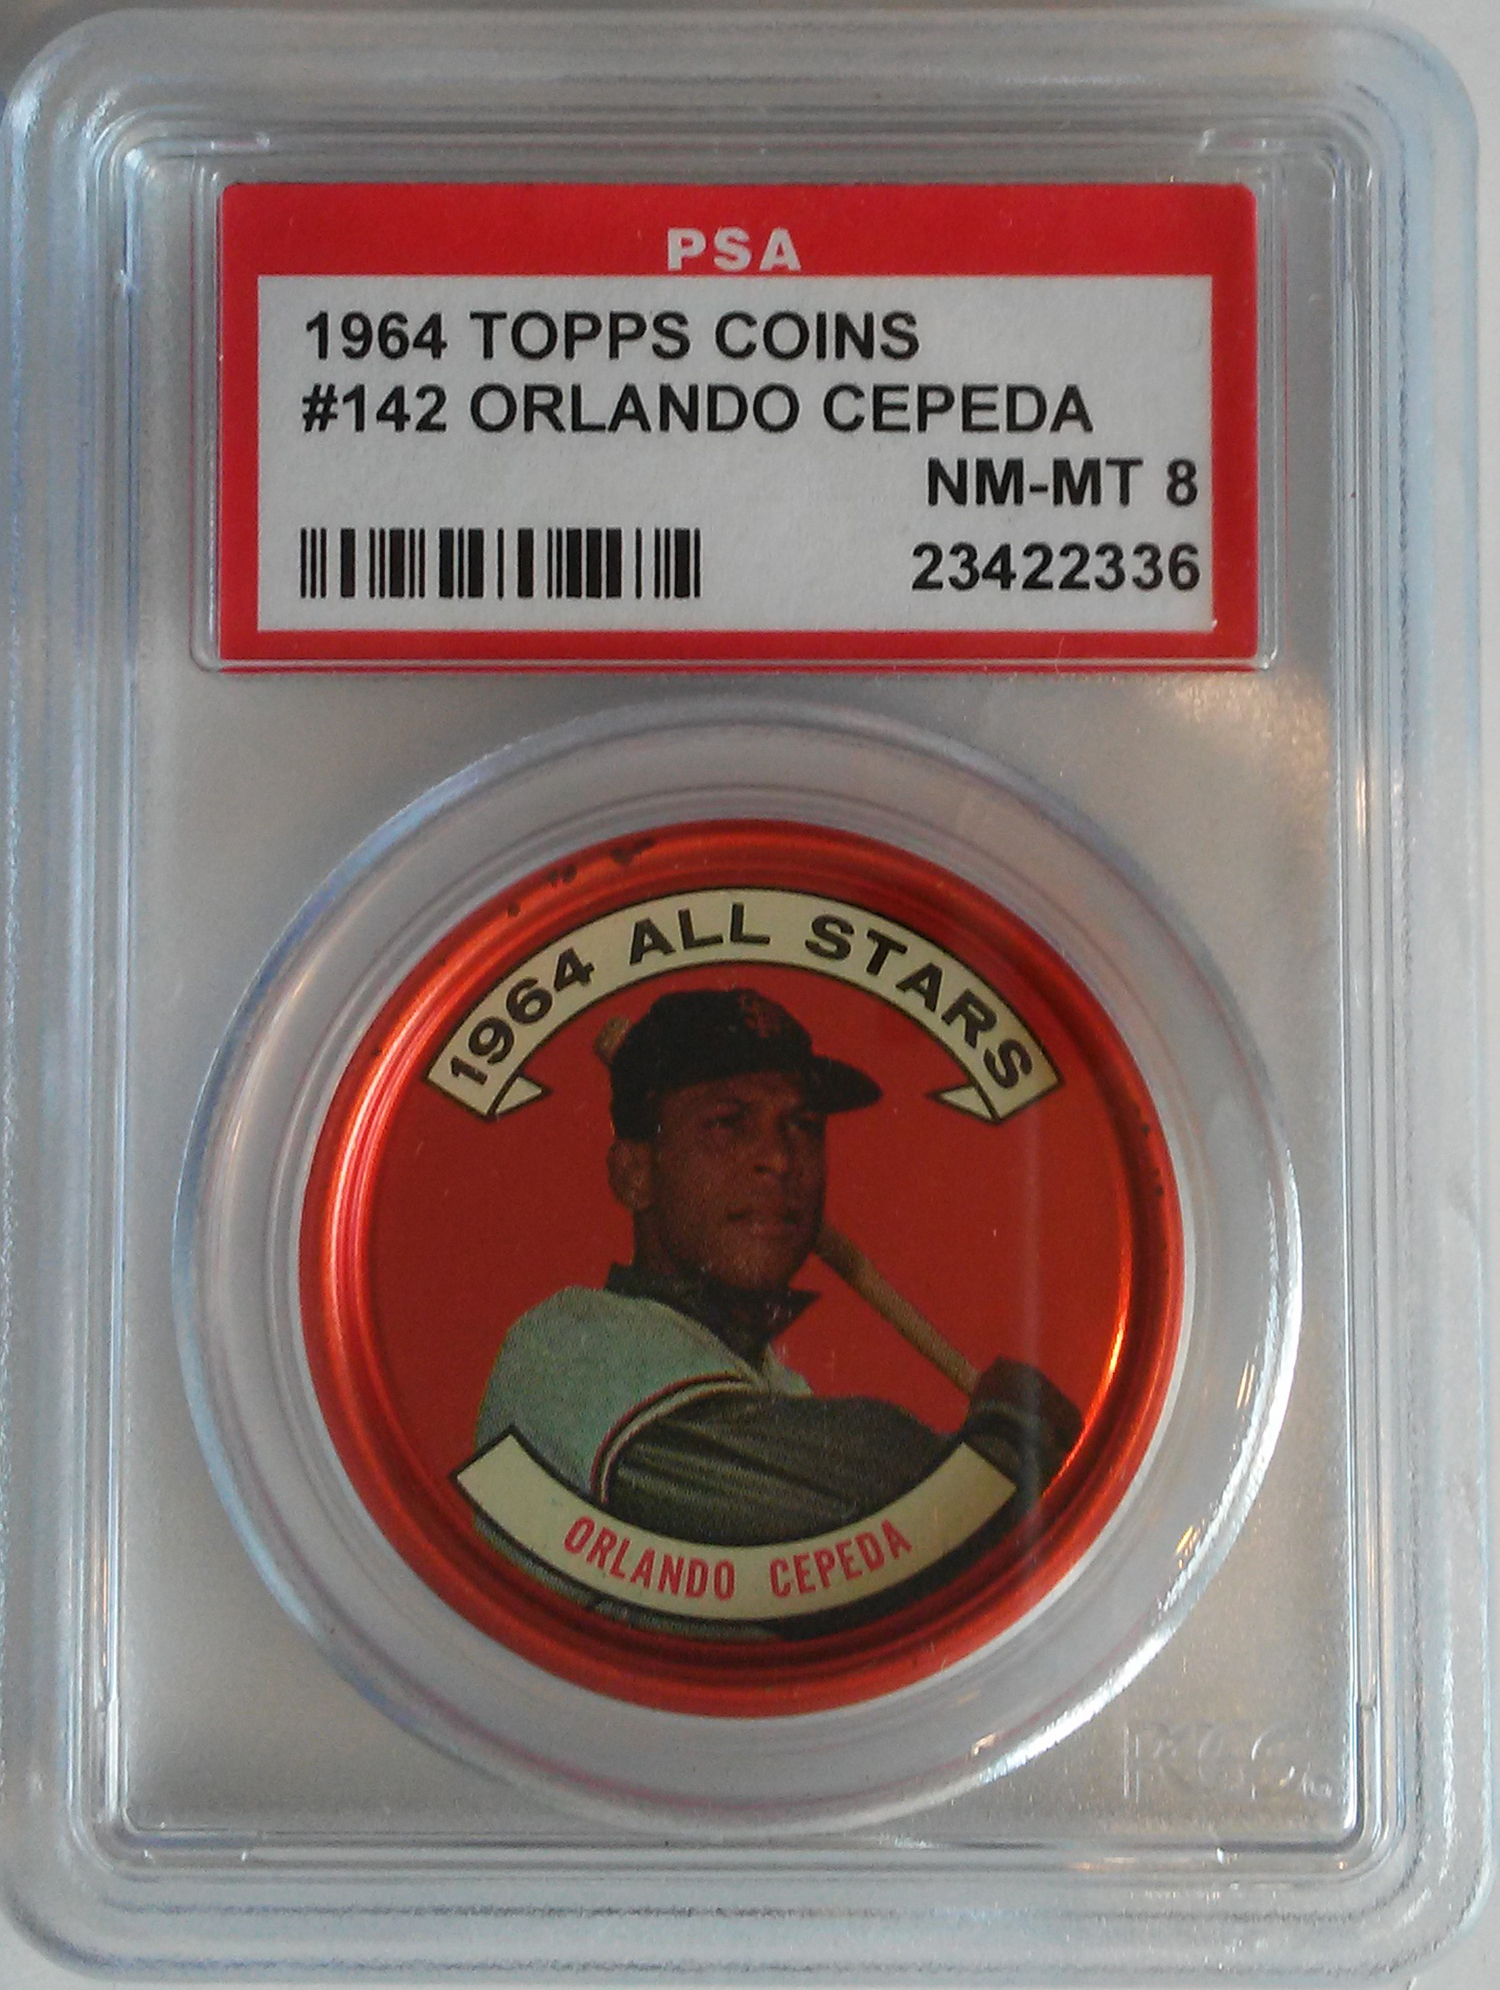 PSA
1964 TOPPS COINS
#142 ORLANDO CEPEDA
NM-MT 8
23422336
1964 ALL STARS
ORLANDO CEPEDA